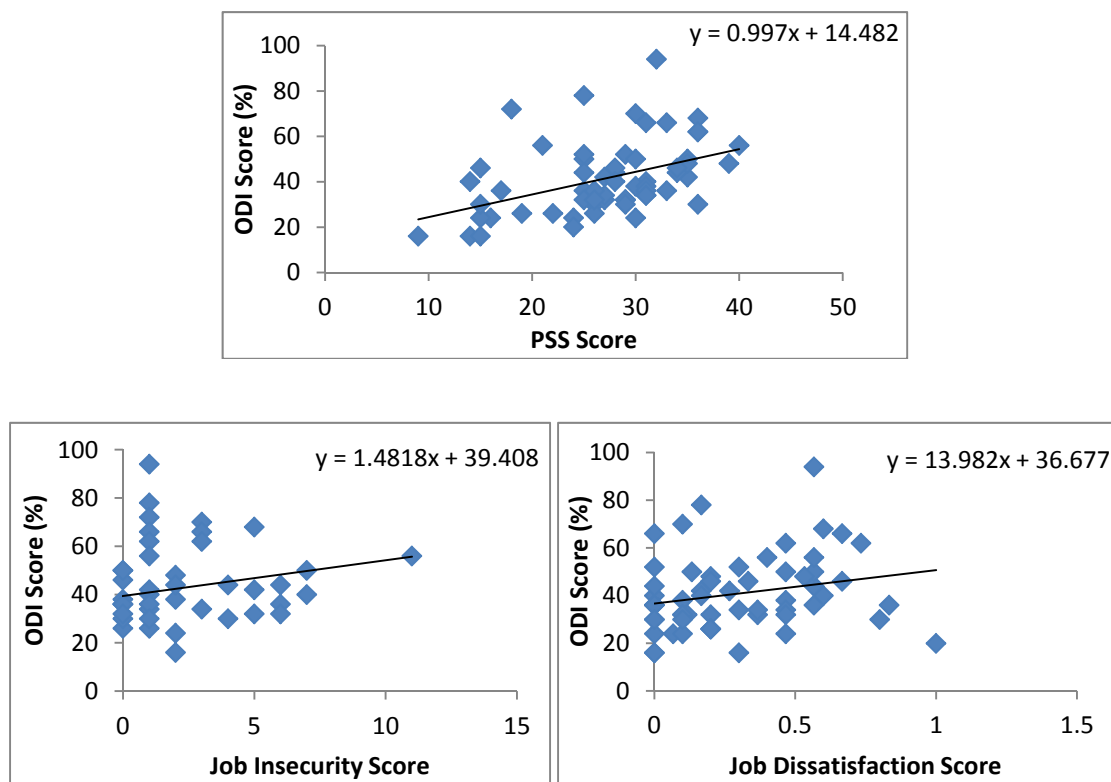 y = 0.997x + 14.482
100
80
60
40
20
0
ODI Score (%)
0 10 20 30 40 50
PSS Score
y = 1.4818x + 39.408
100
80
60
40
20
0
ODI Score (%)
0 5 10 15
Job Insecurity Score
y = 13.982x + 36.677
100
80
60
40
20
0
ODI Score (%)
0 0.5 1 1.5
Job Dissatisfaction Score